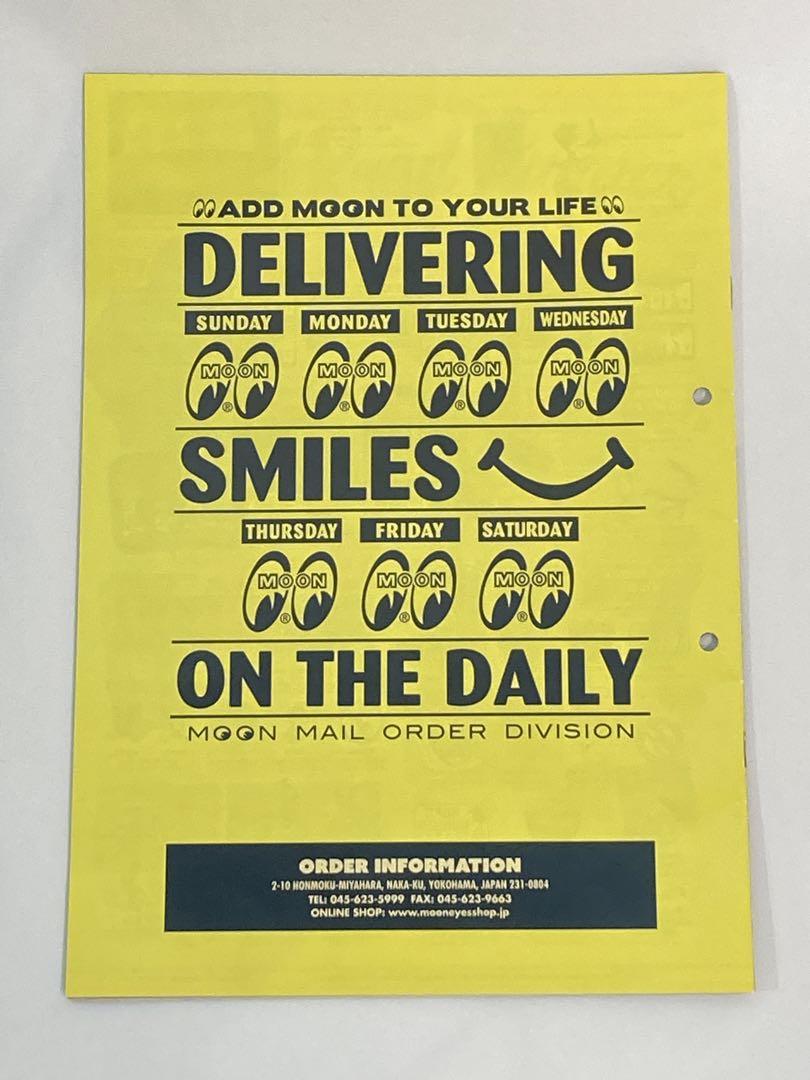 ADD MOON TO YOUR LIFE
DELIVERING
SUNDAY MONDAY TUESDAY WEDNESDAY
MOON ® MOON ® MOON ® MOON ®
SMILES
THURSDAY FRIDAY SATURDAY
MOON ® MOON ® MOON ®
ON THE DAILY
MOON MAIL ORDER DIVISION
ORDER INFORMATION
2-10 HONMOKU-MIYAHARA, NAKA-KU, YOKOHAMA, JAPAN 231-0804
TEL: 045-623-5999 FAX: 045-623-9663
ONLINE SHOP: www.mooneyesshop.jp